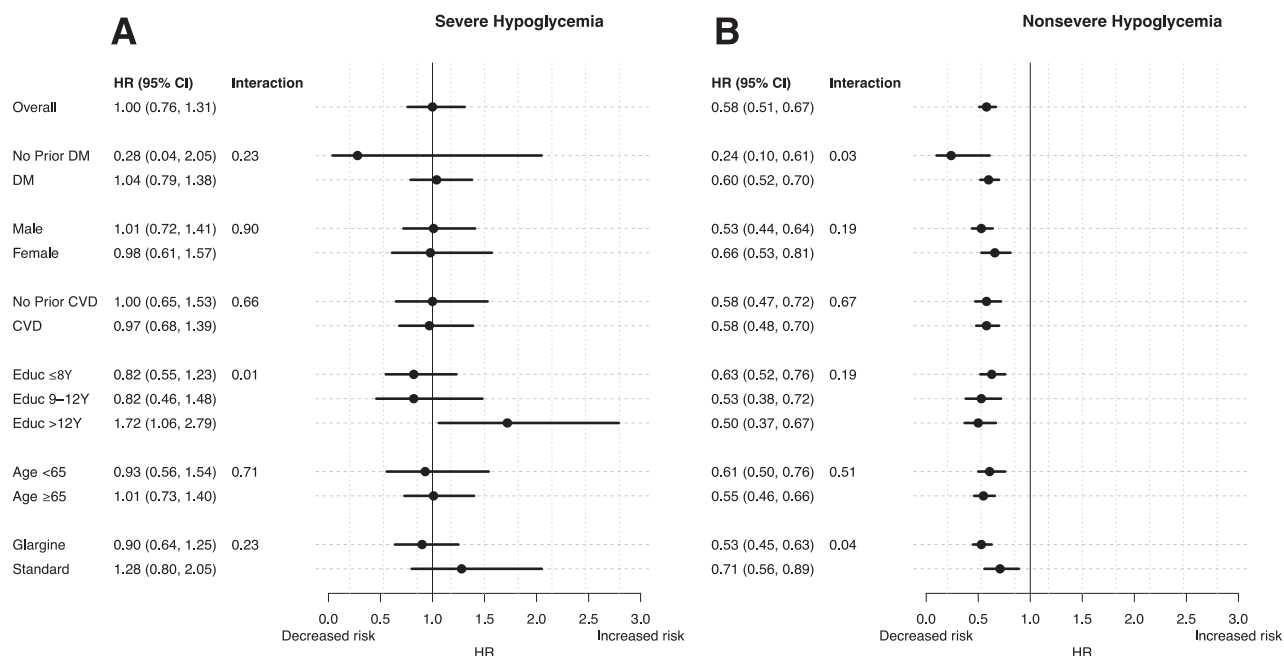 A Severe Hypoglycemia B Nonsevere Hypoglycemia
HR (95% CI) Interaction HR (95% CI) Interaction
Overall 1.00 (0.76, 1.31) 0.58 (0.51, 0.67)
No Prior DM 0.28 (0.04, 2.05) 0.23 0.24 (0.10, 0.61) 0.03
DM 1.04 (0.79, 1.38) 0.60 (0.52, 0.70)
Male 1.01 (0.72, 1.41) 0.90 0.53 (0.44, 0.64) 0.19
Female 0.98 (0.61, 1.57) 0.66 (0.53, 0.81)
No Prior CVD 1.00 (0.65, 1.53) 0.66 0.58 (0.47, 0.72) 0.67
CVD 0.97 (0.68, 1.39) 0.58 (0.48, 0.70)
Educ ≤8Y 0.82 (0.55, 1.23) 0.01 0.63 (0.52, 0.76) 0.19
Educ 9−12Y 0.82 (0.46, 1.48) 0.53 (0.38, 0.72)
Educ >12Y 1.72 (1.06, 2.79) 0.50 (0.37, 0.67)
Age <65 0.93 (0.56, 1.54) 0.71 0.61 (0.50, 0.76) 0.51
Age ≥65 1.01 (0.73, 1.40) 0.55 (0.46, 0.66)
Glargine 0.90 (0.64, 1.25) 0.23 0.53 (0.45, 0.63) 0.04
Standard 1.28 (0.80, 2.05) 0.71 (0.56, 0.89)
0.0 0.5 1.0 1.5 2.0 2.5 3.0 0.0 0.5 1.0 1.5 2.0 2.5 3.0
Decreased risk Increased risk Decreased risk Increased risk
HR HR